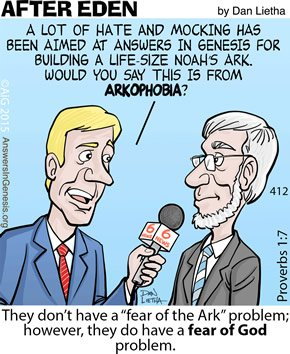 AFTER EDEN
by Dan Lietha
A LOT OF HATE AND MOCKING HAS
BEEN AIMED AT ANSWERS IN GENESIS FOR
BUILDING A LIFE-SIZE NOAH'S ARK.
WOULD YOU SAY THIS IS FROM
ARKOPHOBIA?
©AIG 2015 AnswersInGenesis.org
6
6
NEWS
412
Proverbs 1:7
DAN
LIETHA
They don't have a "fear of the Ark" problem;
however, they do have a fear of God
problem.